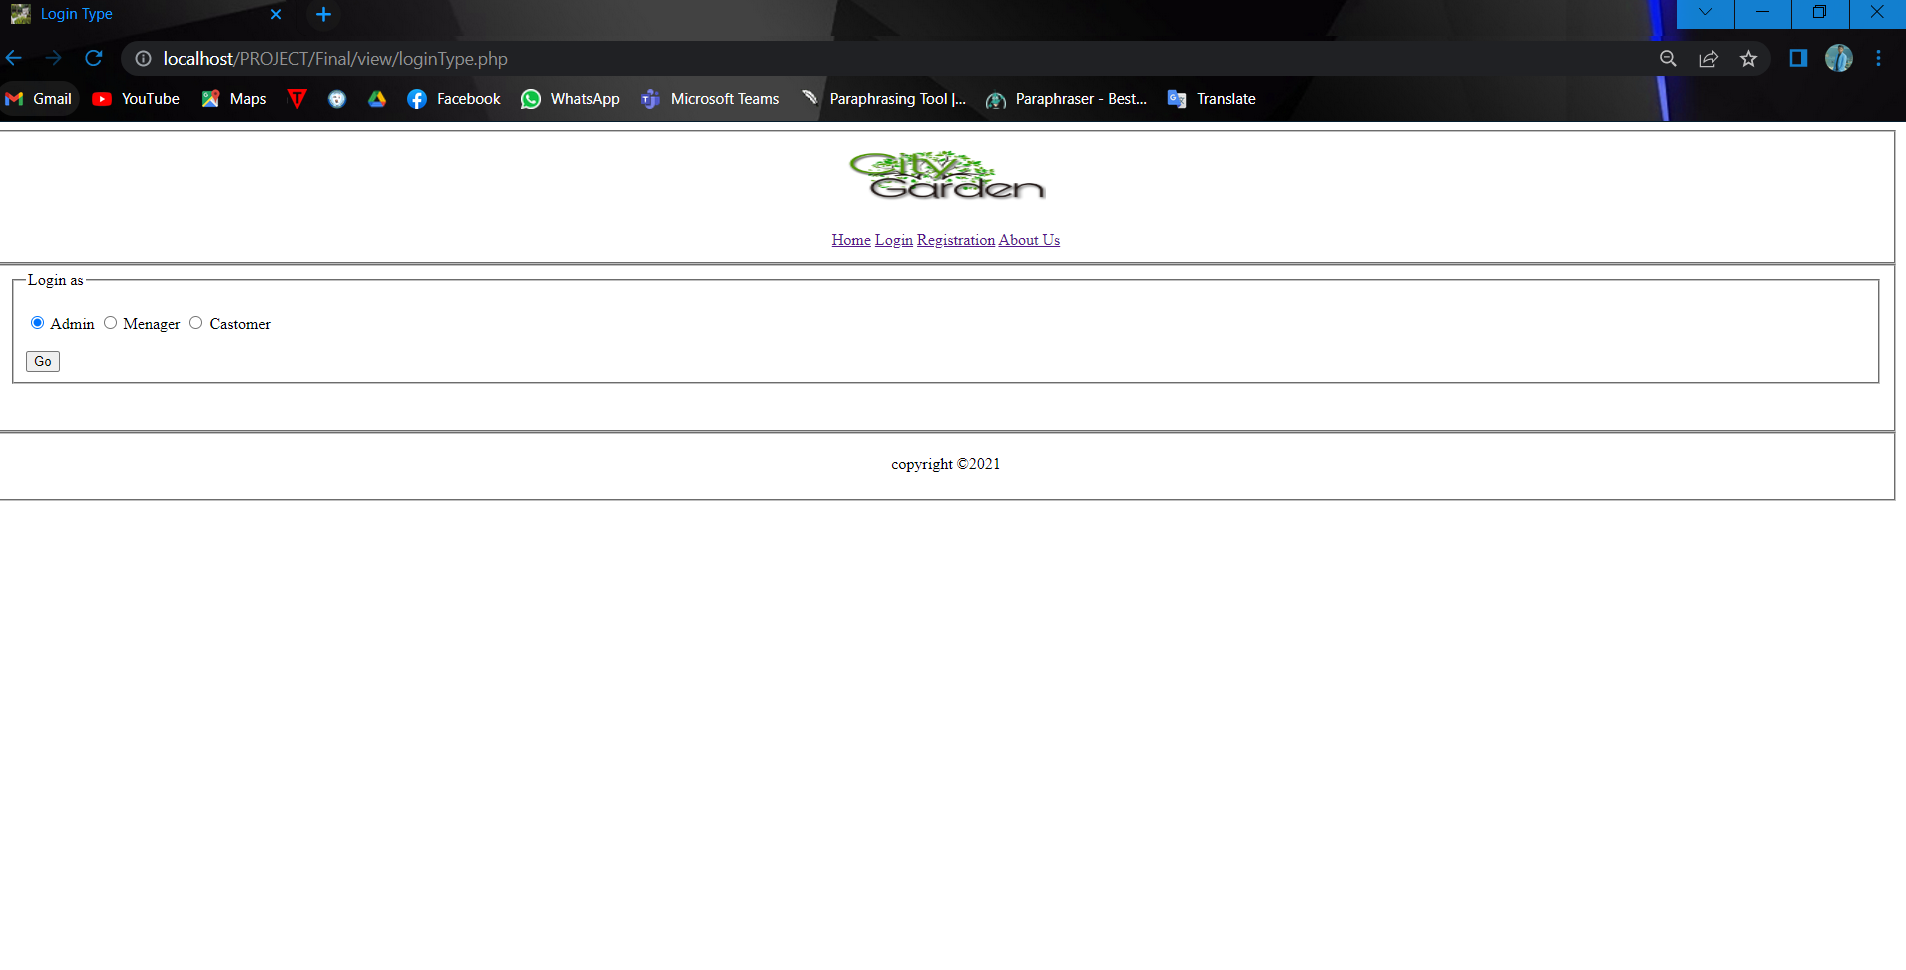 Login Type
localhost/PROJECT/Final/view/loginType.php
Gmail YouTube Maps Facebook WhatsApp Microsoft Teams Paraphrasing Tool |... Paraphraser - Best... Translate
City
Garden
Home Login Registration About Us
Login as
Admin Menager Castomer
Go
copyright ©2021